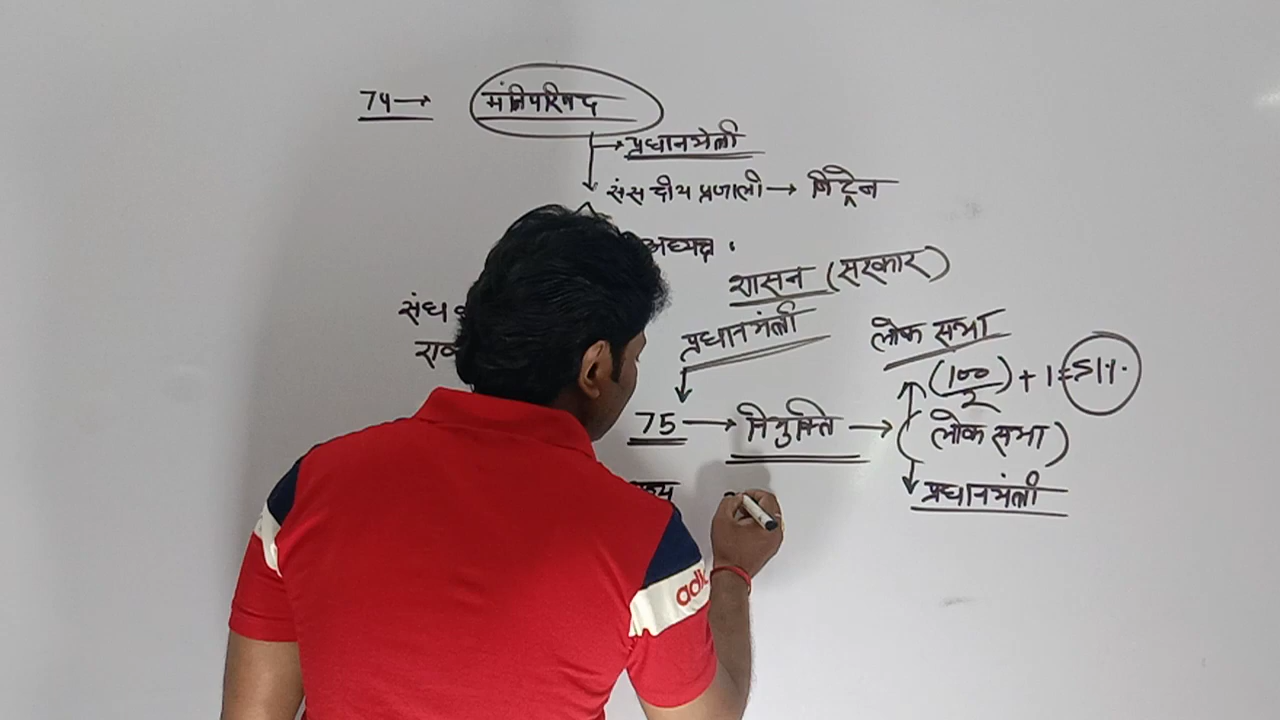 74→ मंत्रिपरिषद
→ प्रधानमंत्री
संसदीय प्रणाली → ब्रिटेन
अध्यक्ष
शासन (सरकार)
संघ
प्रधानमंत्री
लोक सभा
(100/2) + 1 = 51%.
75 → नियुक्ति → (लोक सभा)
प्रधानमंत्री